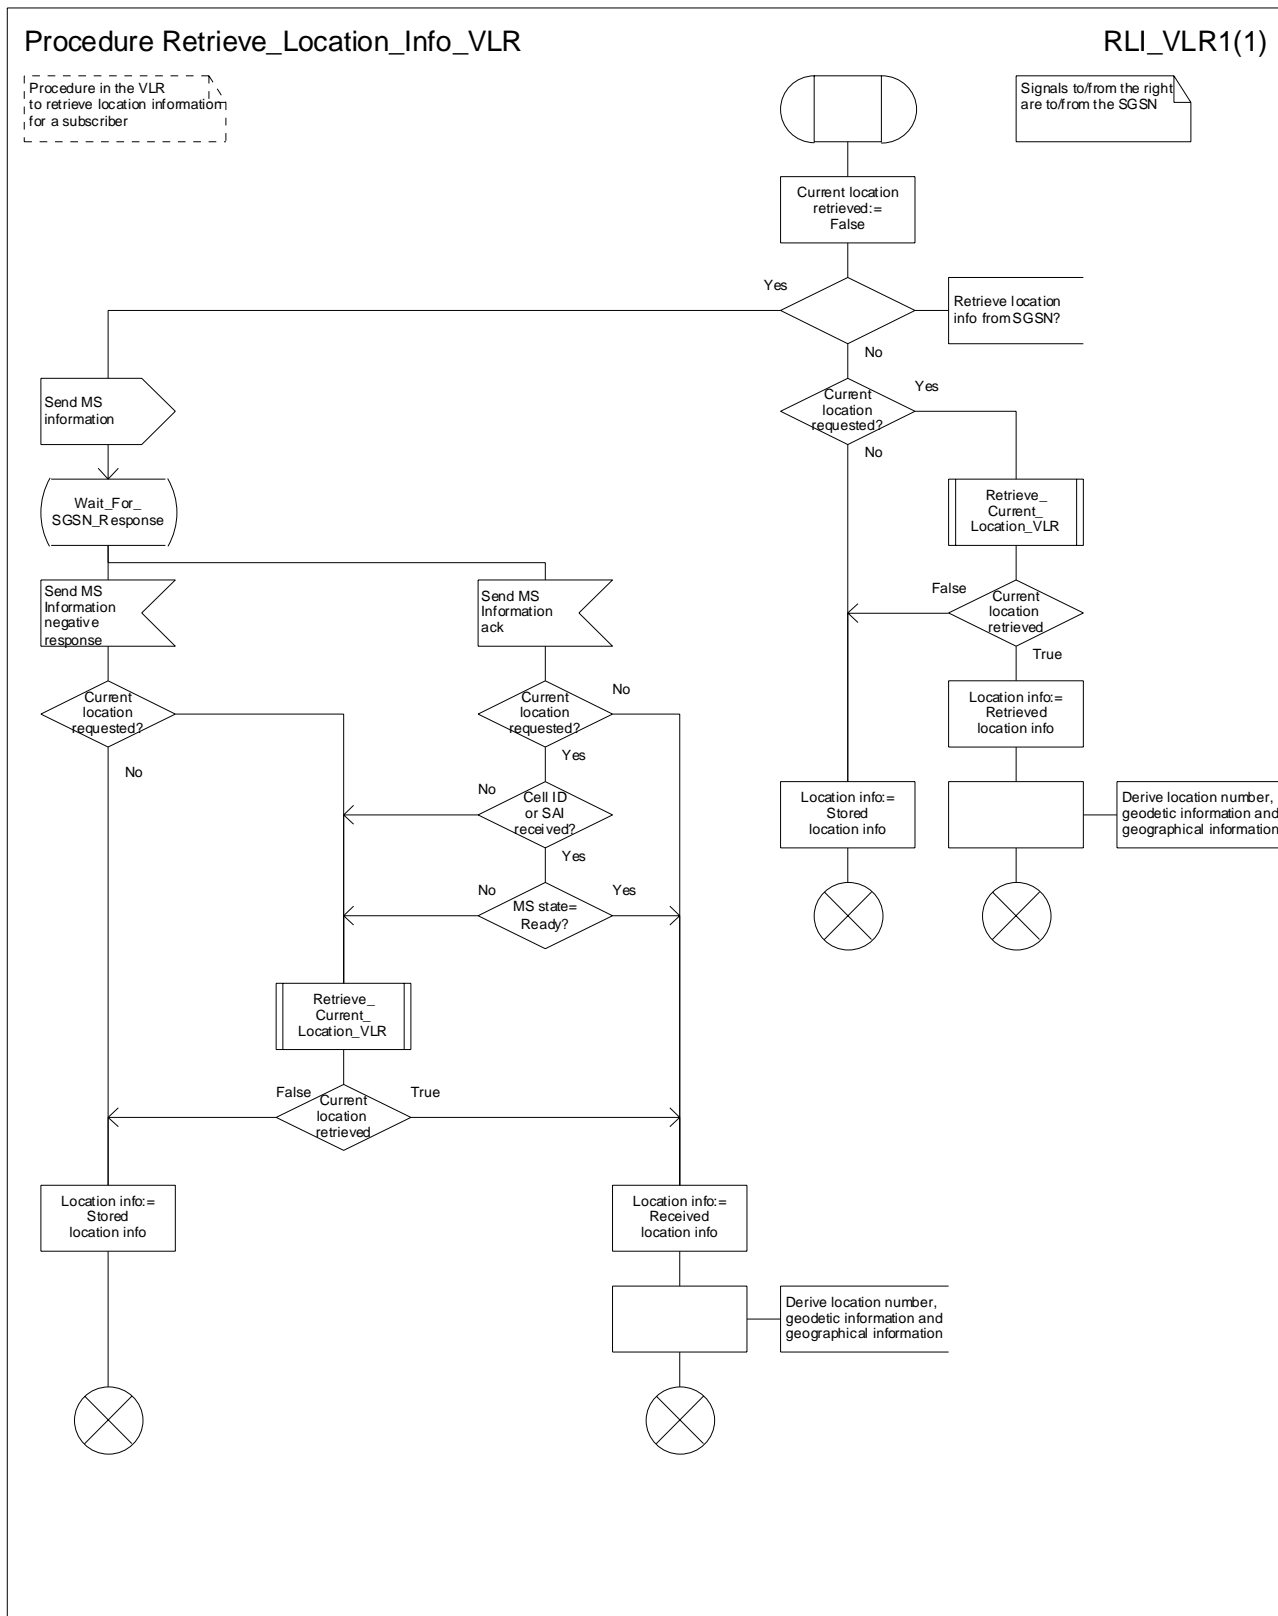 Procedure Retrieve_Location_Info_VLR
RLI_VLR1(1)
Procedure in the VLR
to retrieve location information
for a subscriber
Signals to/from the right
are to/from the SGSN
Current location
retrieved:=
False
Yes
Retrieve location
info from SGSN?
No
Current
location
requested?
Yes
No
Send MS
information
Wait_For_
SGSN_Response
Retrieve_
Current_
Location_VLR
Send MS
Information
negative
response
Send MS
Information
ack
False
Current
location
retrieved
True
Current
location
requested?
No
Current
location
requested?
No
Yes
Location info:=
Retrieved
location info
No
Cell ID
or SAI
received?
Yes
Location info:=
Stored
location info
Derive location number,
geodetic information and
geographical information
No
MS state=
Ready?
Yes
Retrieve_
Current_
Location_VLR
False
Current
location
retrieved
True
Location info:=
Stored
location info
Location info:=
Received
location info
Derive location number,
geodetic information and
geographical information